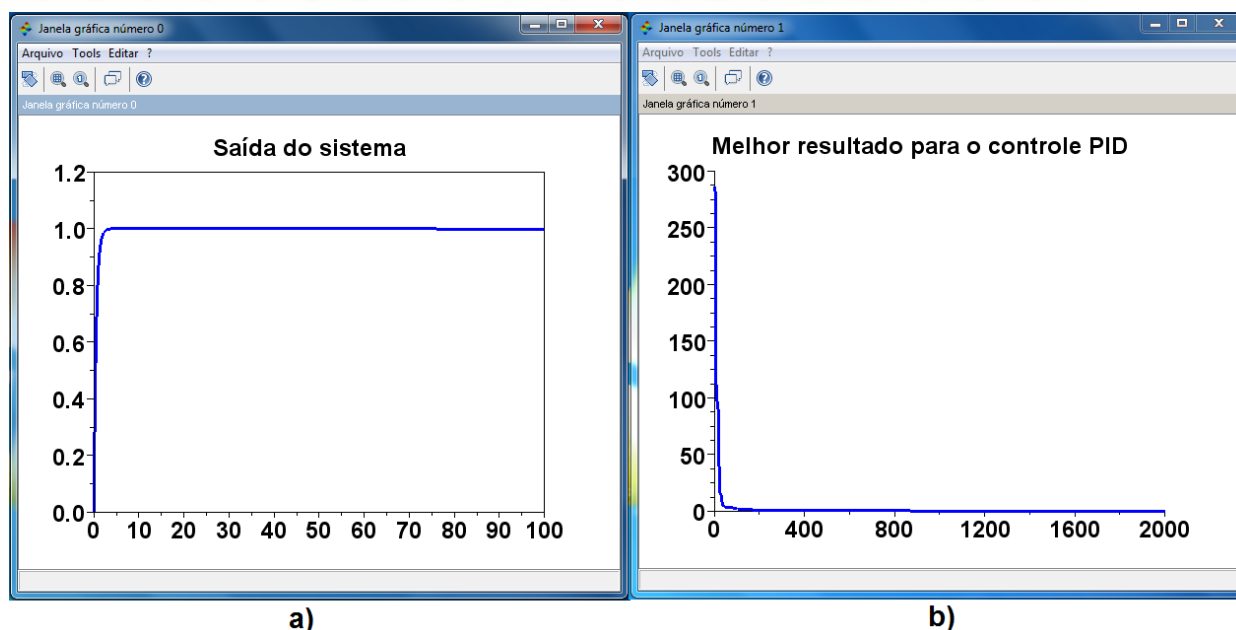 Janela gráfica número 0
Arquivo Tools Editar ?
Janela gráfica número 0
Saída do sistema
1.2
1.0
0.8
0.6
0.4
0.2
0.0
0 10 20 30 40 50 60 70 80 90 100
a)
Janela gráfica número 1
Arquivo Tools Editar ?
Janela gráfica número 1
Melhor resultado para o controle PID
300
250
200
150
100
50
0
0 400 800 1200 1600 2000
b)